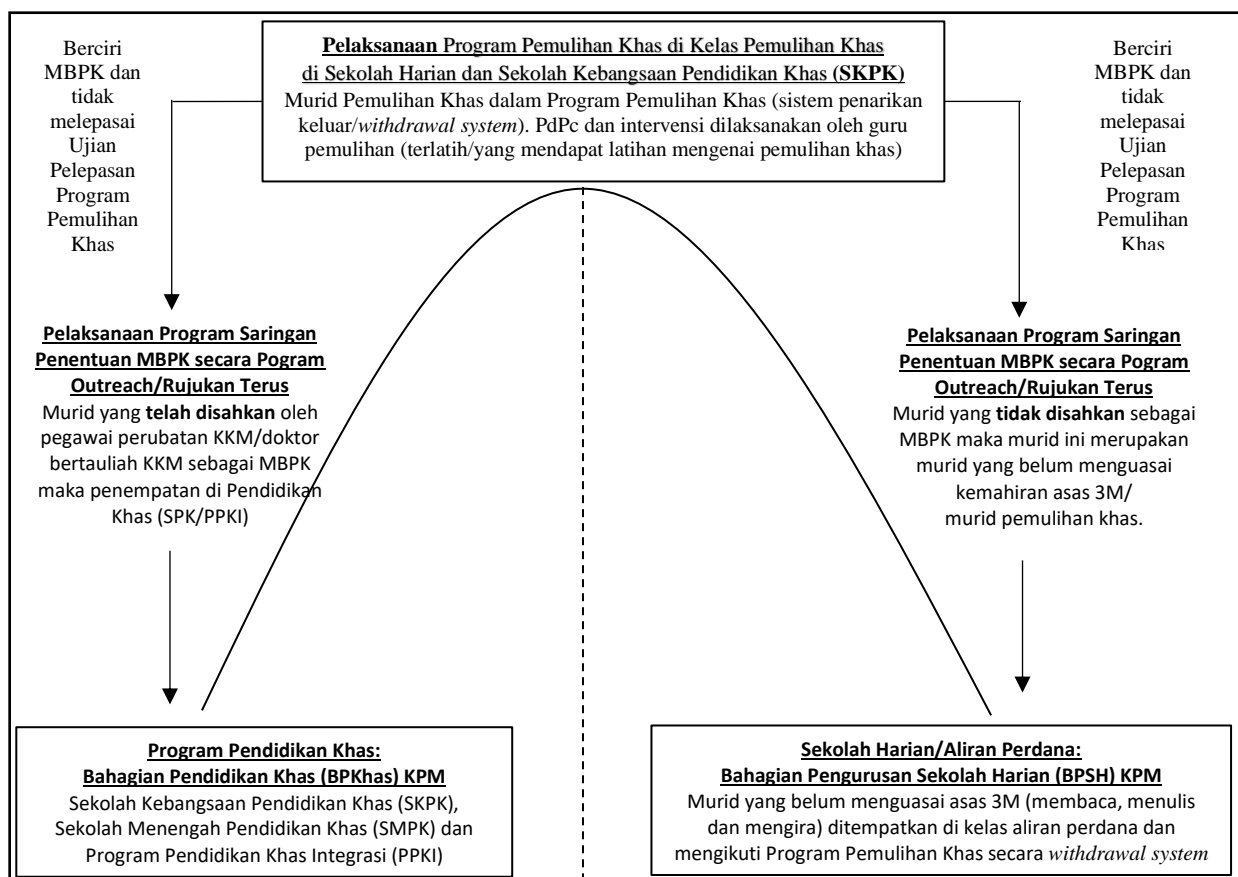 Berciri
MBPK dan
tidak
melepasai
Ujian
Pelepasan
Program
Pemulihan
Khas
Pelaksanaan Program Pemulihan Khas di Kelas Pemulihan Khas
di Sekolah Harian dan Sekolah Kebangsaan Pendidikan Khas (SKPK)
Murid Pemulihan Khas dalam Program Pemulihan Khas (sistem penarikan
keluar/withdrawal system). PdPc dan intervensi dilaksanakan oleh guru
pemulihan (terlatih/yang mendapat latihan mengenai pemulihan khas)
Berciri
MBPK dan
tidak
melepasai
Ujian
Pelepasan
Program
Pemulihan
Khas
Pelaksanaan Program Saringan
Penentuan MBPK secara Pogram
Outreach/Rujukan Terus
Murid yang telah disahkan oleh
pegawai perubatan KKM/doktor
bertauliah KKM sebagai MBPK
maka penempatan di Pendidikan
Khas (SPK/PPKI)
Pelaksanaan Program Saringan
Penentuan MBPK secara Pogram
Outreach/Rujukan Terus
Murid yang tidak disahkan sebagai
MBPK maka murid ini merupakan
murid yang belum menguasai
kemahiran asas 3M/
murid pemulihan khas.
Program Pendidikan Khas:
Bahagian Pendidikan Khas (BPKhas) KPM
Sekolah Kebangsaan Pendidikan Khas (SKPK),
Sekolah Menengah Pendidikan Khas (SMPK) dan
Program Pendidikan Khas Integrasi (PPKI)
Sekolah Harian/Aliran Perdana:
Bahagian Pengurusan Sekolah Harian (BPSH) KPM
Murid yang belum menguasai asas 3M (membaca, menulis
dan mengira) ditempatkan di kelas aliran perdana dan
mengikuti Program Pemulihan Khas secara withdrawal system